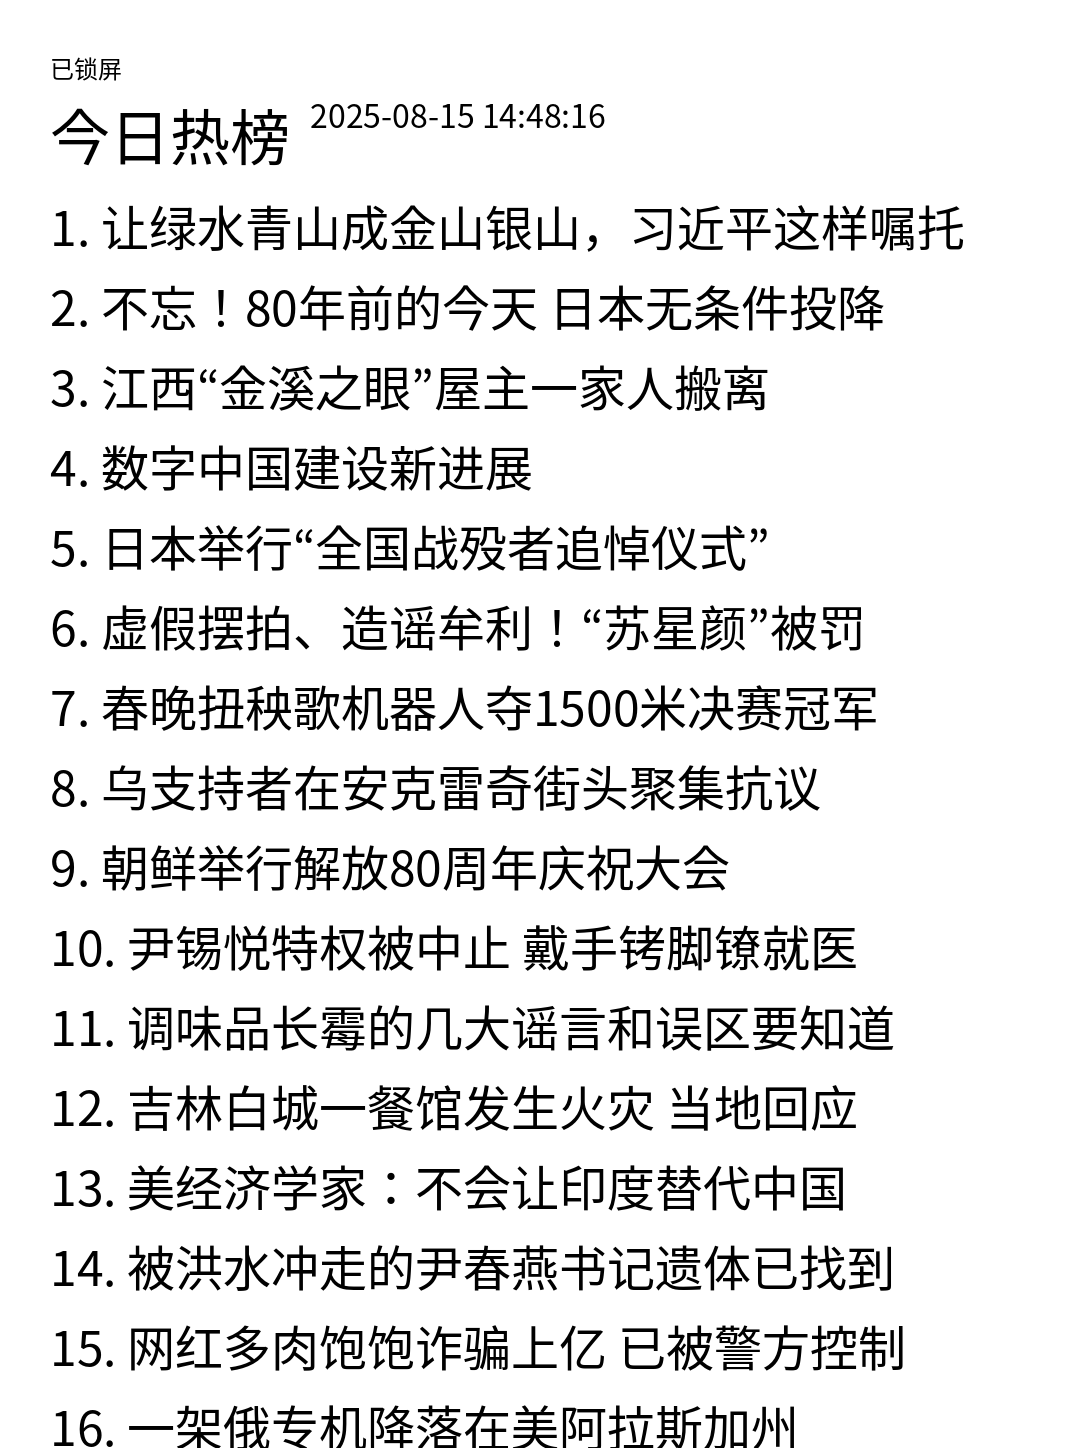 已锁屏
今日热榜 2025-08-15 14:48:16
1. 让绿水青山成金山银山，习近平这样嘱托
2. 不忘！80年前的今天 日本无条件投降
3. 江西“金溪之眼”屋主一家人搬离
4. 数字中国建设新进展
5. 日本举行“全国战殁者追悼仪式”
6. 虚假摆拍、造谣牟利！“苏星颜”被罚
7. 春晚扭秧歌机器人夺1500米决赛冠军
8. 乌支持者在安克雷奇街头聚集抗议
9. 朝鲜举行解放80周年庆祝大会
10. 尹锡悦特权被中止 戴手铐脚镣就医
11. 调味品长霉的几大谣言和误区要知道
12. 吉林白城一餐馆发生火灾 当地回应
13. 美经济学家：不会让印度替代中国
14. 被洪水冲走的尹春燕书记遗体已找到
15. 网红多肉饱饱诈骗上亿 已被警方控制
16. 一架俄专机降落在美阿拉斯加州